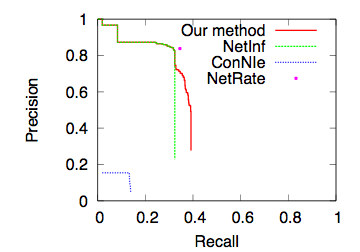 1
0.8
0.6
0.4
0.2
0
Precision
Our method
NetInf
ConNIe
NetRate
0 0.2 0.4 0.6 0.8 1
Recall